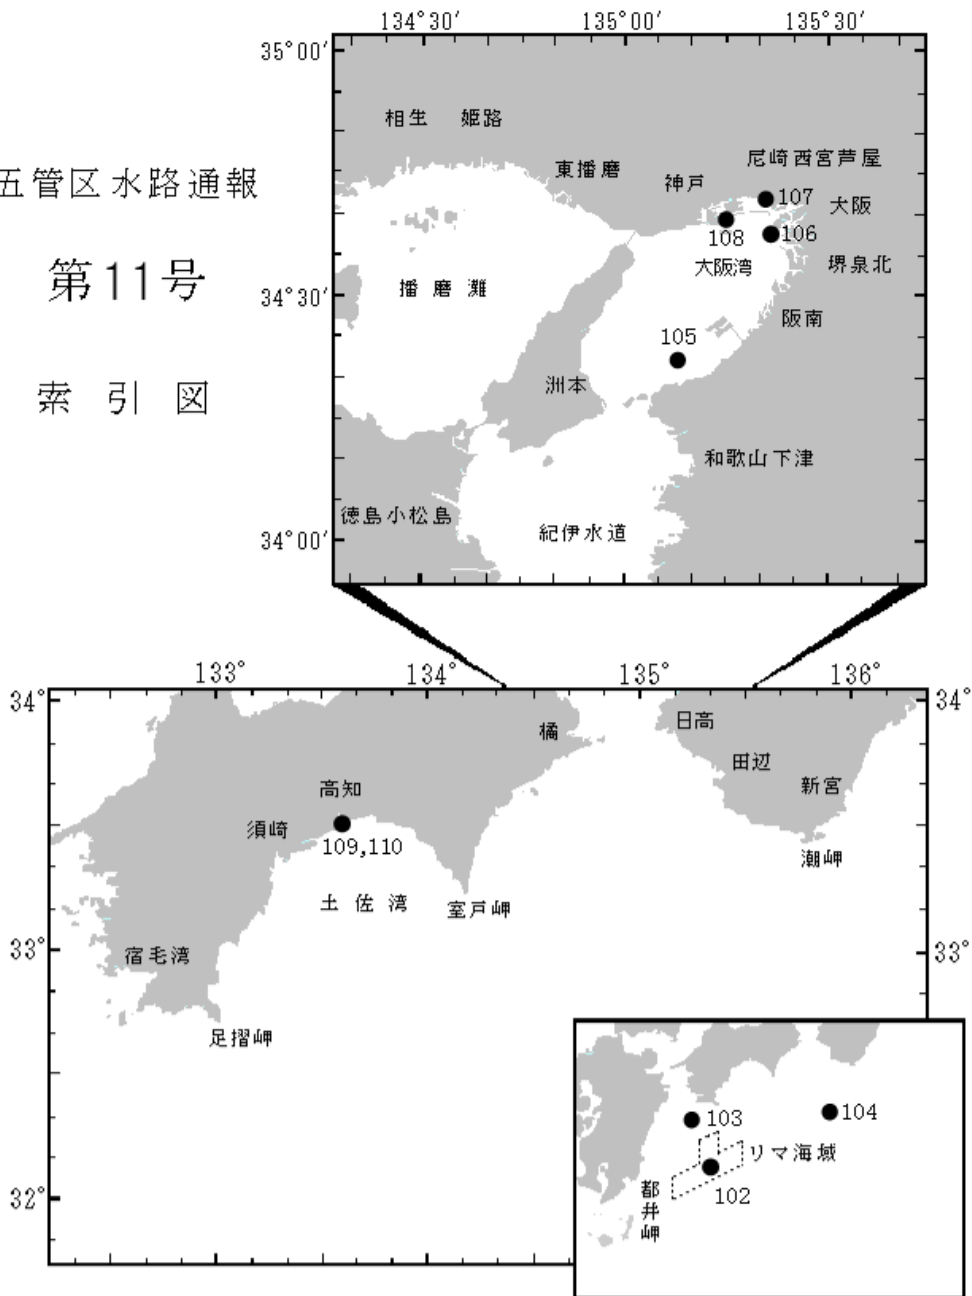 134°30′ 135°00′ 135°30′
35°00′
相生 姫路
東播磨
神戸
尼崎西宮芦屋
107
大阪
108
106
大阪湾
堺泉北
五管区水路通報
第11号
索引図
播磨灘
34°30′
阪南
105
洲本
和歌山下津
徳島小松島
紀伊水道
34°00′
133° 134° 135° 136°
34° 34°
橘
日高
田辺
新宮
高知
須崎
109,110
潮岬
土佐湾
室戸岬
33° 33°
宿毛湾
足摺岬
32°
103
104
リマ海域
102
都井岬